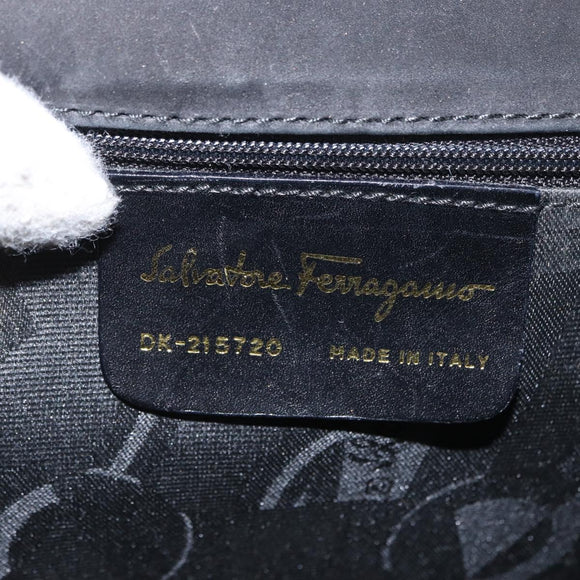 Salvatore Ferragamo
DK-215720 MADE IN ITALY